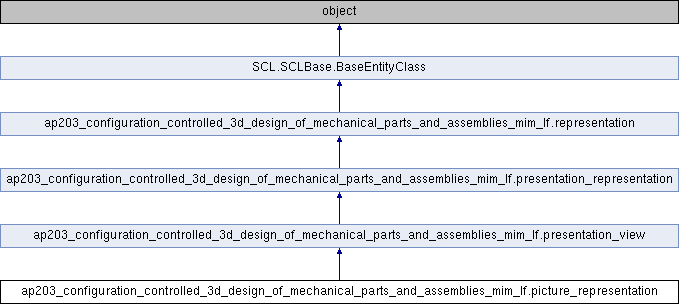 object
SCL.SCLBase.BaseEntityClass
ap203_configuration_controlled_3d_design_of_mechanical_parts_and_assemblies_mim_lf.representation
ap203_configuration_controlled_3d_design_of_mechanical_parts_and_assemblies_mim_lf.presentation_representation
ap203_configuration_controlled_3d_design_of_mechanical_parts_and_assemblies_mim_lf.presentation_view
ap203_configuration_controlled_3d_design_of_mechanical_parts_and_assemblies_mim_lf.picture_representation